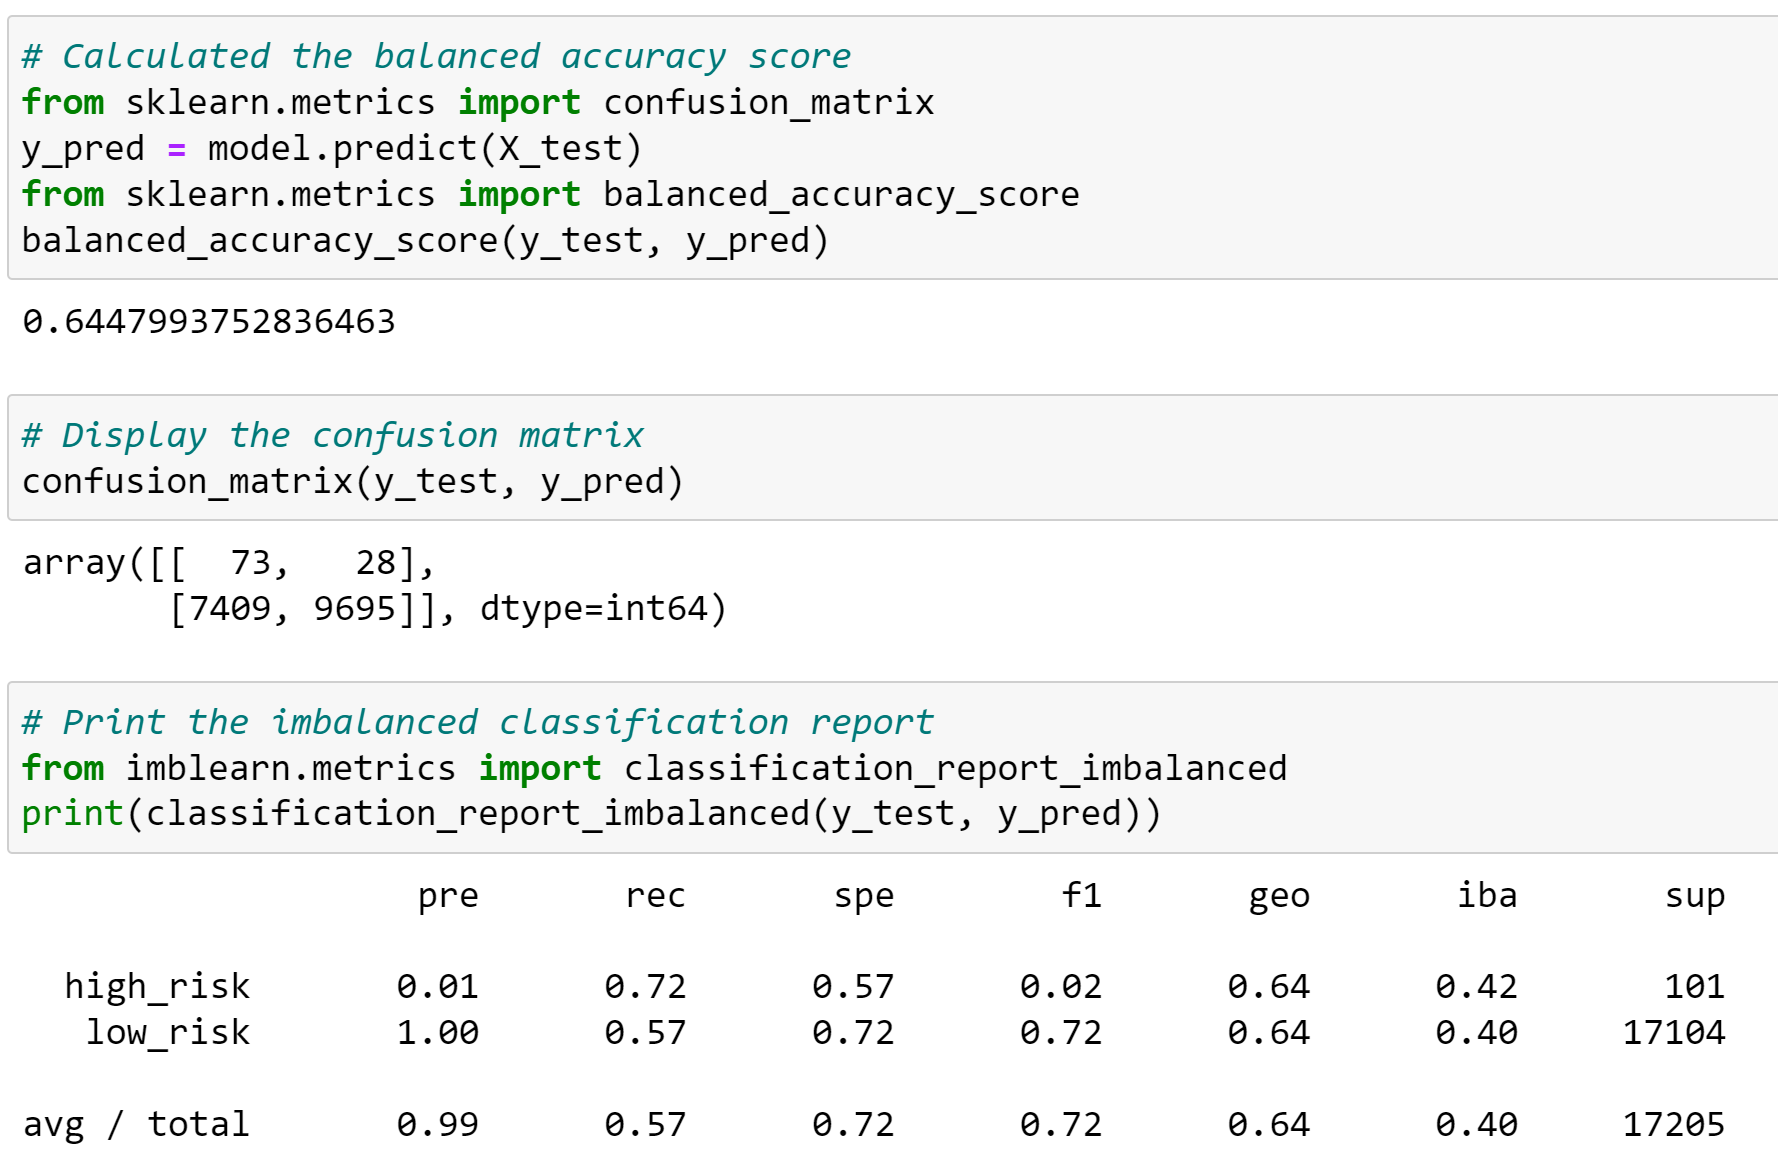 # Calculated the balanced accuracy score
from sklearn.metrics import confusion_matrix
y_pred = model.predict(X_test)
from sklearn.metrics import balanced_accuracy_score
balanced_accuracy_score(y_test, y_pred)
0.6447993752836463
# Display the confusion matrix
confusion_matrix(y_test, y_pred)
array([[  73,   28],
       [7409, 9695]], dtype=int64)
# Print the imbalanced classification report
from imblearn.metrics import classification_report_imbalanced
print(classification_report_imbalanced(y_test, y_pred))
                   pre       rec       spe        f1       geo       iba       sup
  high_risk       0.01      0.72      0.57      0.02      0.64      0.42       101
   low_risk       1.00      0.57      0.72      0.72      0.64      0.40     17104
avg / total       0.99      0.57      0.72      0.72      0.64      0.40     17205